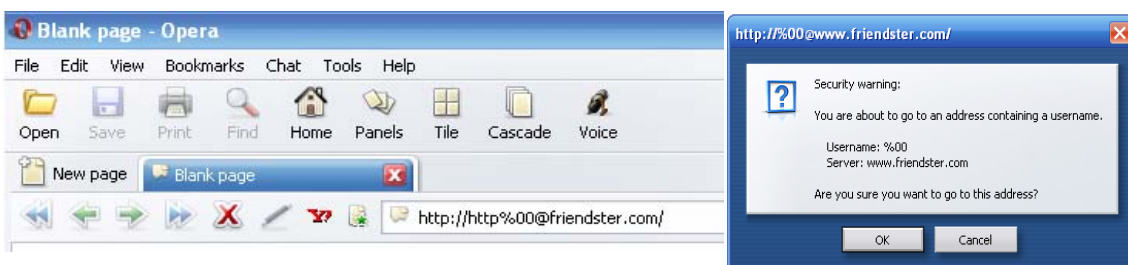 Blank page - Opera
File Edit View Bookmarks Chat Tools Help
Open Save Print Find Home Panels Tile Cascade Voice
New page Blank page
http://http%00@friendster.com/
http://%00@www.friendster.com/
Security warning:
You are about to go to an address containing a username.
Username: %00
Server: www.friendster.com
Are you sure you want to go to this address?
OK Cancel